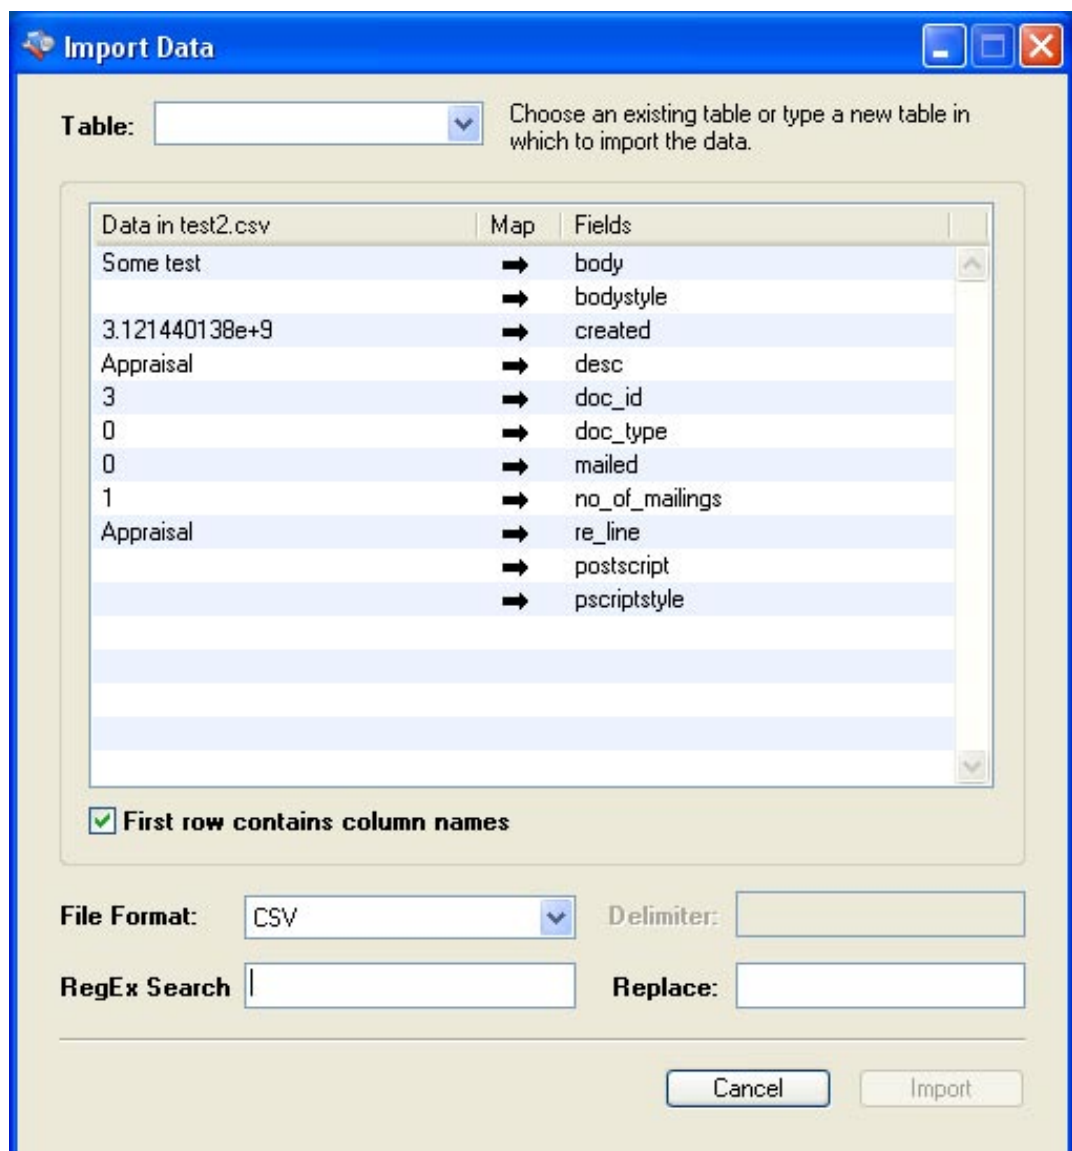 Import Data
Table:
Choose an existing table or type a new table in
which to import the data.
Data in test2.csv Map Fields
Some test body
bodystyle
3.121440138e+9 created
Appraisal desc
3 doc_id
0 doc_type
0 mailed
1 no_of_mailings
Appraisal re_line
postscript
pscriptstyle
First row contains column names
File Format: CSV Delimiter:
RegEx Search Replace:
Cancel Import